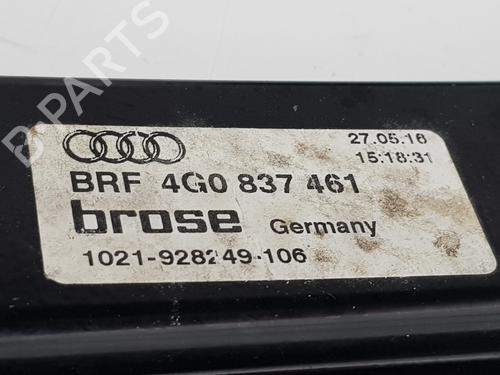 B-PARTS
27.05.16
15:18:31
BRF 4G0 837 461
brose Germany
1021-928249-106